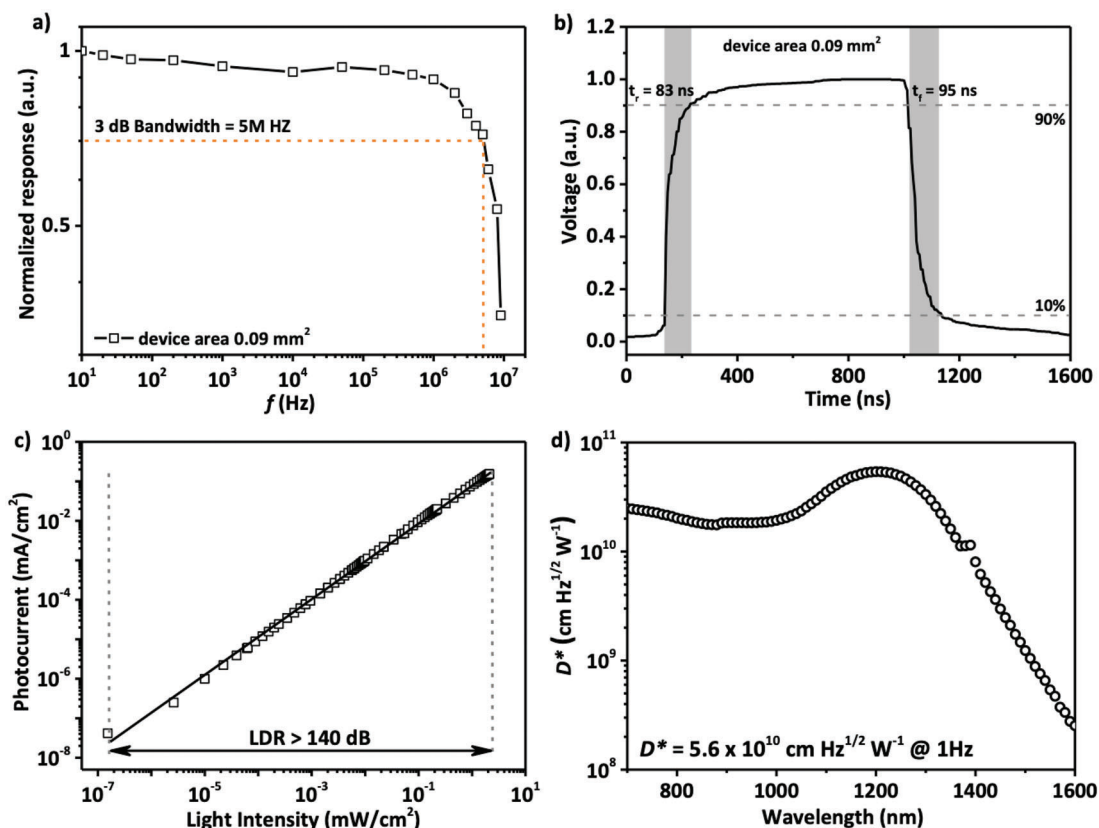 a)
Normalized response (a.u.)
1
0.5
3 dB Bandwidth = 5M HZ
device area 0.09 mm²
10¹ 10² 10³ 10⁴ 10⁵ 10⁶ 10⁷
f (Hz)
b)
Voltage (a.u.)
1.2
1.0
0.8
0.6
0.4
0.2
0.0
device area 0.09 mm²
tᵣ = 83 ns
t_f = 95 ns
90%
10%
0 400 800 1200 1600
Time (ns)
c)
Photocurrent (mA/cm²)
10⁰
10⁻²
10⁻⁴
10⁻⁶
10⁻⁸
LDR > 140 dB
10⁻⁷ 10⁻⁵ 10⁻³ 10⁻¹ 10¹
Light Intensity (mW/cm²)
d)
D* (cm Hz¹/² W⁻¹)
10¹¹
10¹⁰
10⁹
10⁸
D* = 5.6 x 10¹⁰ cm Hz¹/² W⁻¹ @ 1Hz
800 1000 1200 1400 1600
Wavelength (nm)